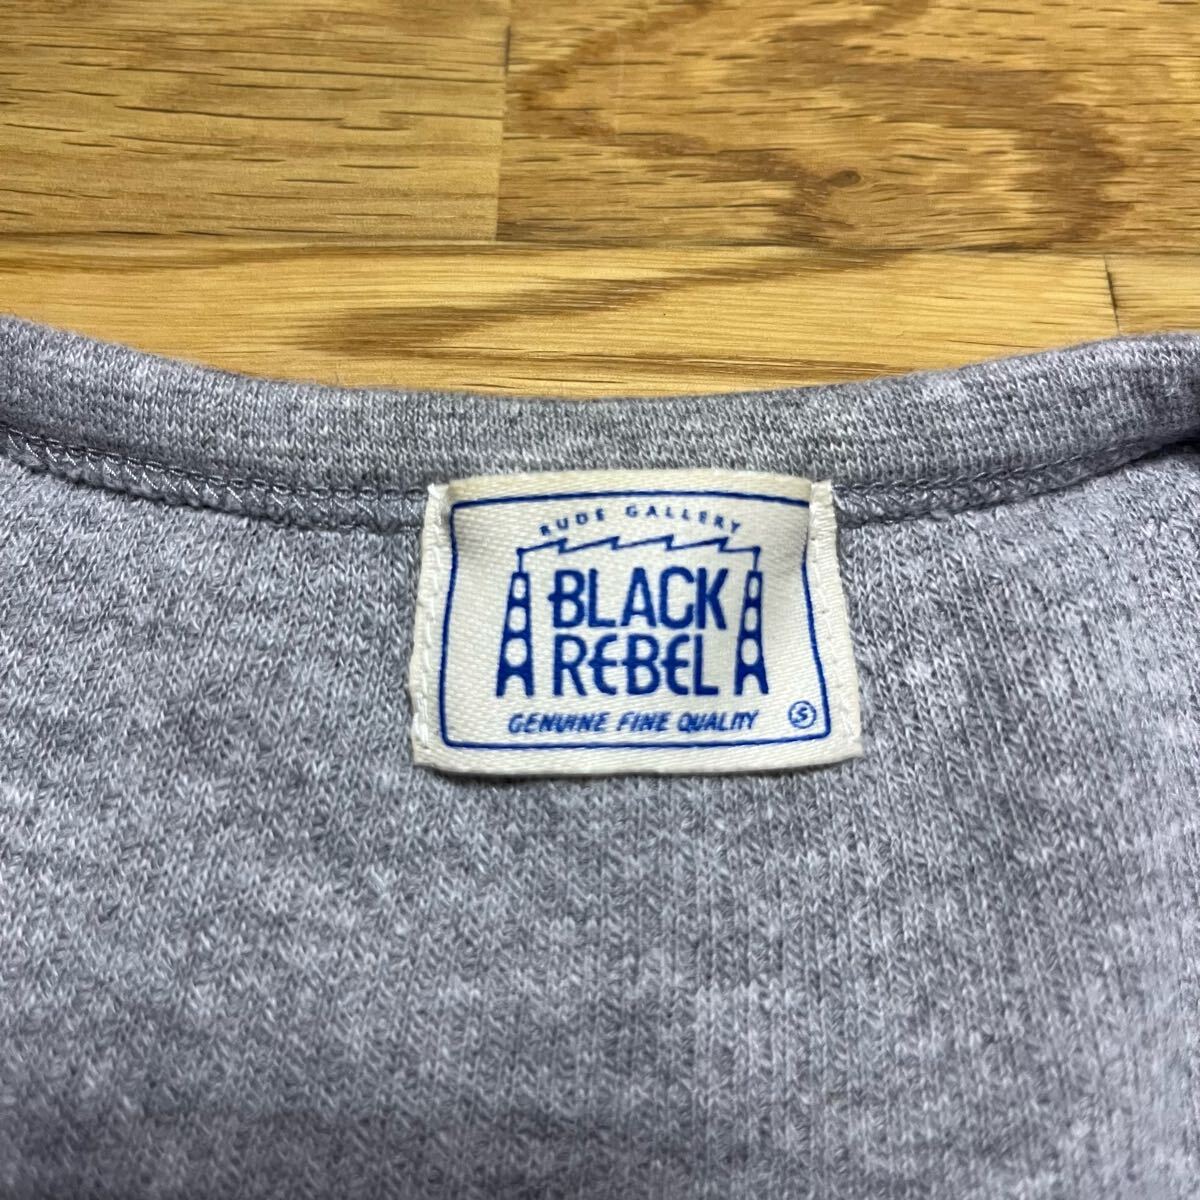 RUDE GALLERY
BLACK
REBEL
GENUINE FINE QUALITY S